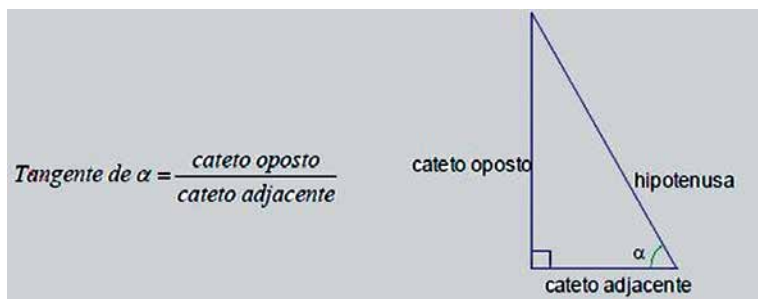 Tangente de α = cateto oposto / cateto adjacente
cateto oposto
hipotenusa
α
cateto adjacente